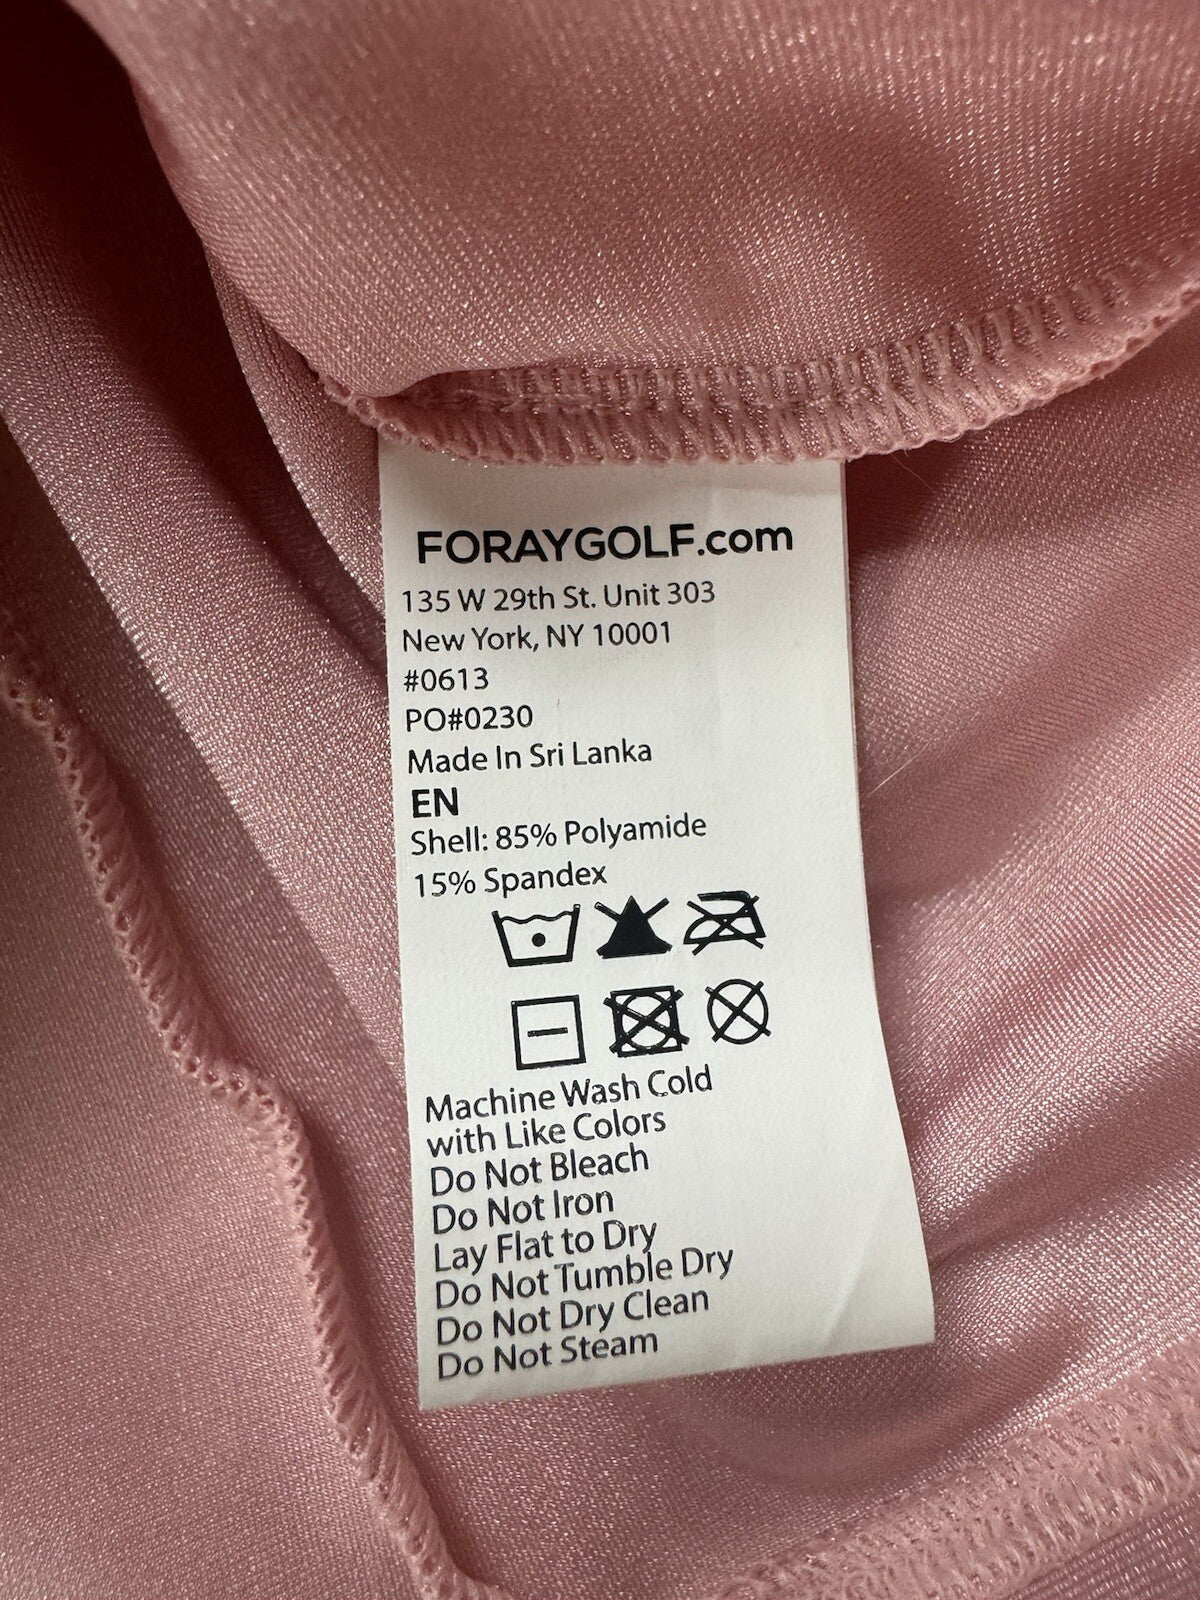 FORAYGOLF.com
135 W 29th St. Unit 303
New York, NY 10001
#0613
PO#0230
Made In Sri Lanka
EN
Shell: 85% Polyamide
15% Spandex
Machine Wash Cold
with Like Colors
Do Not Bleach
Do Not Iron
Lay Flat to Dry
Do Not Tumble Dry
Do Not Dry Clean
Do Not Steam